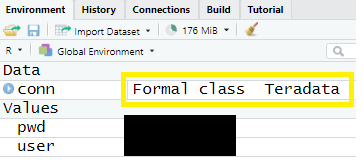 Environment History Connections Build Tutorial
Import Dataset 176 MiB
R Global Environment
Data
conn Formal class Teradata
Values
pwd
user